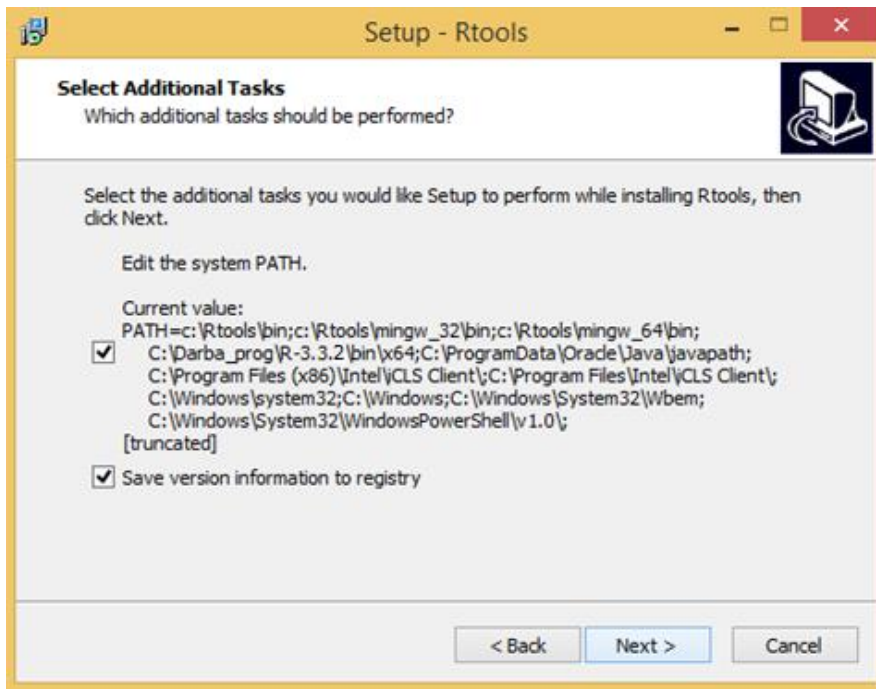 Setup - Rtools
Select Additional Tasks
Which additional tasks should be performed?
Select the additional tasks you would like Setup to perform while installing Rtools, then
click Next.
Edit the system PATH.
Current value:
PATH=c:\Rtools\bin;c:\Rtools\mingw_32\bin;c:\Rtools\mingw_64\bin;
C:\Darba_prog\R-3.3.2\bin\x64;C:\ProgramData\Oracle\Java\javapath;
C:\Program Files (x86)\Intel\iCLS Client\;C:\Program Files\Intel\iCLS Client\;
C:\Windows\system32;C:\Windows;C:\Windows\System32\Wbem;
C:\Windows\System32\WindowsPowerShell\v1.0\;
[truncated]
Save version information to registry
< Back Next > Cancel